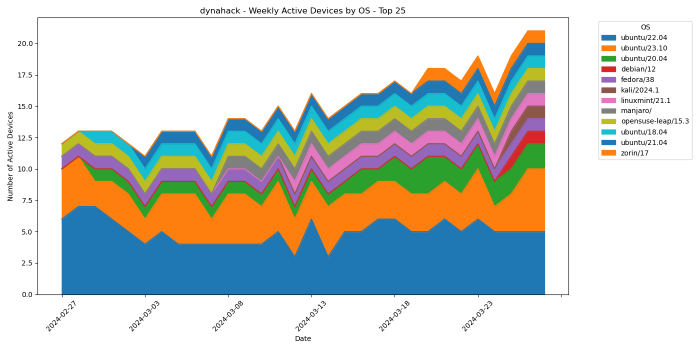 dynahack - Weekly Active Devices by OS - Top 25
Number of Active Devices
20.0
17.5
15.0
12.5
10.0
7.5
5.0
2.5
0.0
2024-02-27
2024-03-03
2024-03-08
2024-03-13
2024-03-18
2024-03-23
Date
OS
ubuntu/22.04
ubuntu/23.10
ubuntu/20.04
debian/12
fedora/38
kali/2024.1
linuxmint/21.1
manjaro/
opensuse-leap/15.3
ubuntu/18.04
ubuntu/21.04
zorin/17